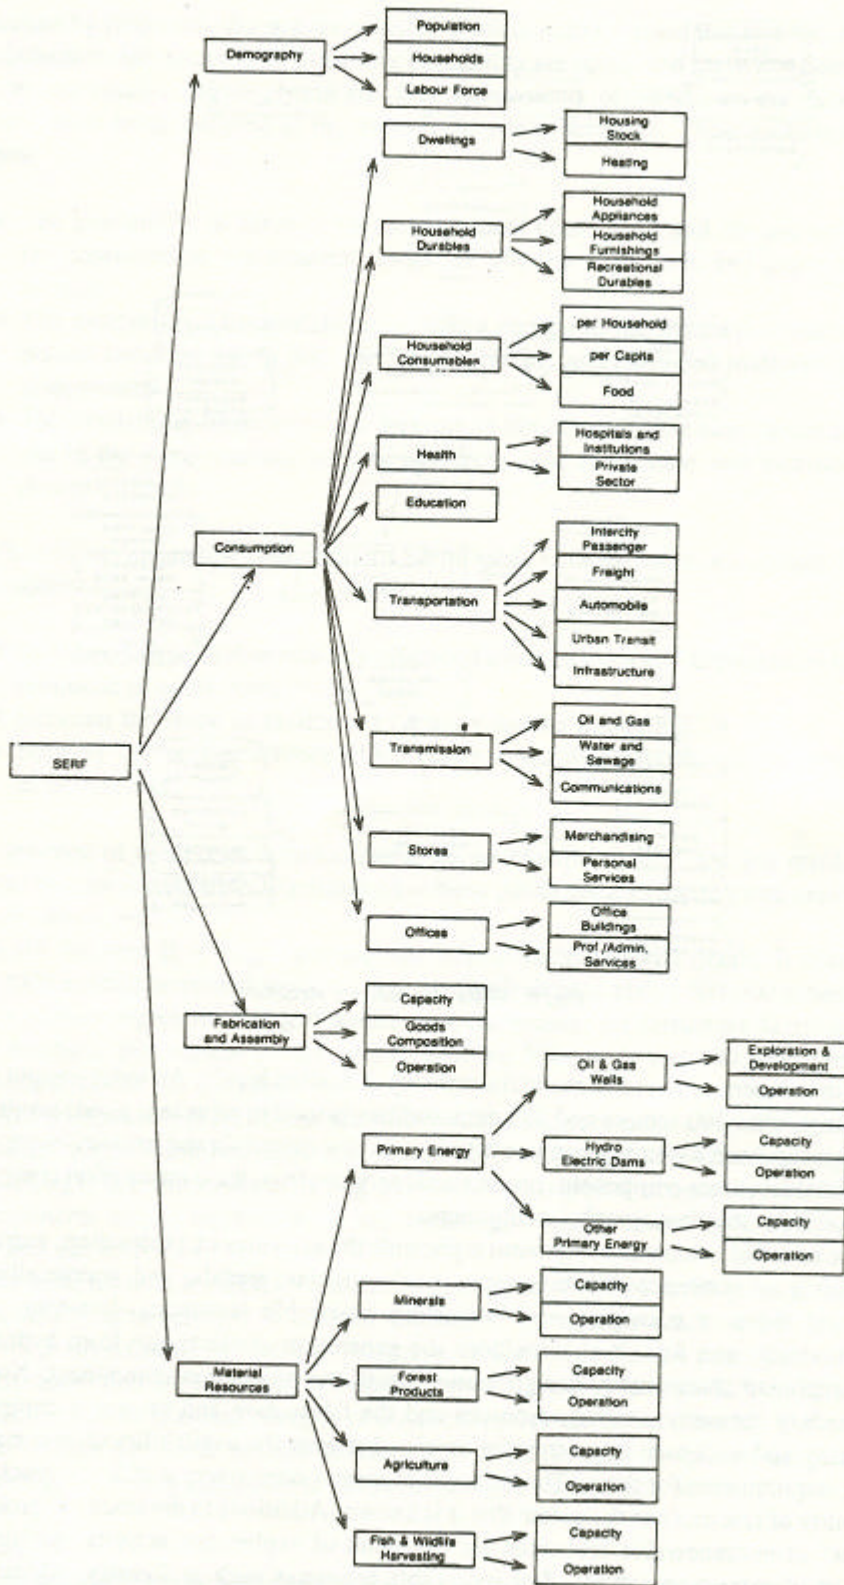 SERF
Demography
Population
Households
Labour Force
Consumption
Dwellings
Housing
Stock
Heating
Household
Durables
Household
Appliances
Household
Furnishings
Recreational
Durables
Household
Consumables
per Household
per Capita
Food
Health
Hospitals and
Institutions
Private
Sector
Education
Transportation
Intercity
Passenger
Freight
Automobile
Urban Transit
Infrastructure
Transmission
Oil and Gas
Water and
Sewage
Communications
Stores
Merchandising
Personal
Services
Offices
Office
Buildings
Prof./Admin.
Services
Fabrication
and Assembly
Capacity
Goods
Composition
Operation
Material
Resources
Primary Energy
Oil & Gas
Wells
Exploration &
Development
Operation
Hydro
Electric Dams
Capacity
Operation
Other
Primary Energy
Capacity
Operation
Minerals
Capacity
Operation
Forest
Products
Capacity
Operation
Agriculture
Capacity
Operation
Fish & Wildlife
Harvesting
Capacity
Operation